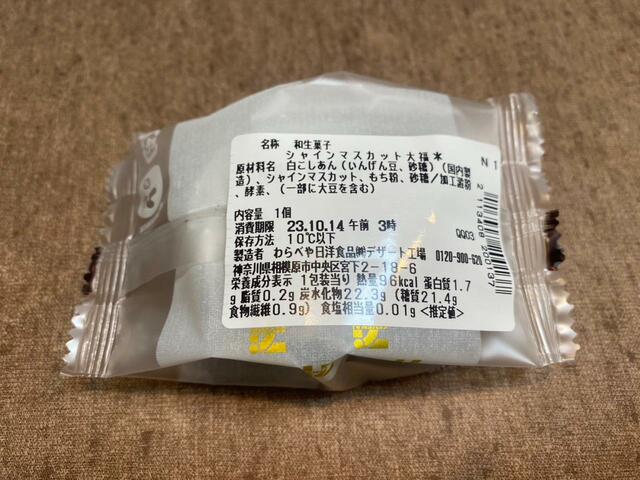 名称 和生菓子
シャインマスカット大福*
原材料名 白こしあん(いんげん豆、砂糖)(国内製
造)、シャインマスカット、もち粉、砂糖/加工澱粉
、酵素、(一部に大豆を含む)
内容量 1個
消費期限 23.10.14 午前 3時
保存方法 10℃以下
製造者 わらべや日洋食品㈱デザート工場 0120-900-620
神奈川県相模原市中央区宮下2-19-6
栄養成分表示 1包装当り 熱量96kcal 蛋白質1.7
g 脂質0.2g 炭水化物22.3g (糖質21.4g
食物繊維0.9g) 食塩相当量0.01g <推定値>
N 1
QQ03
2 113406 250137